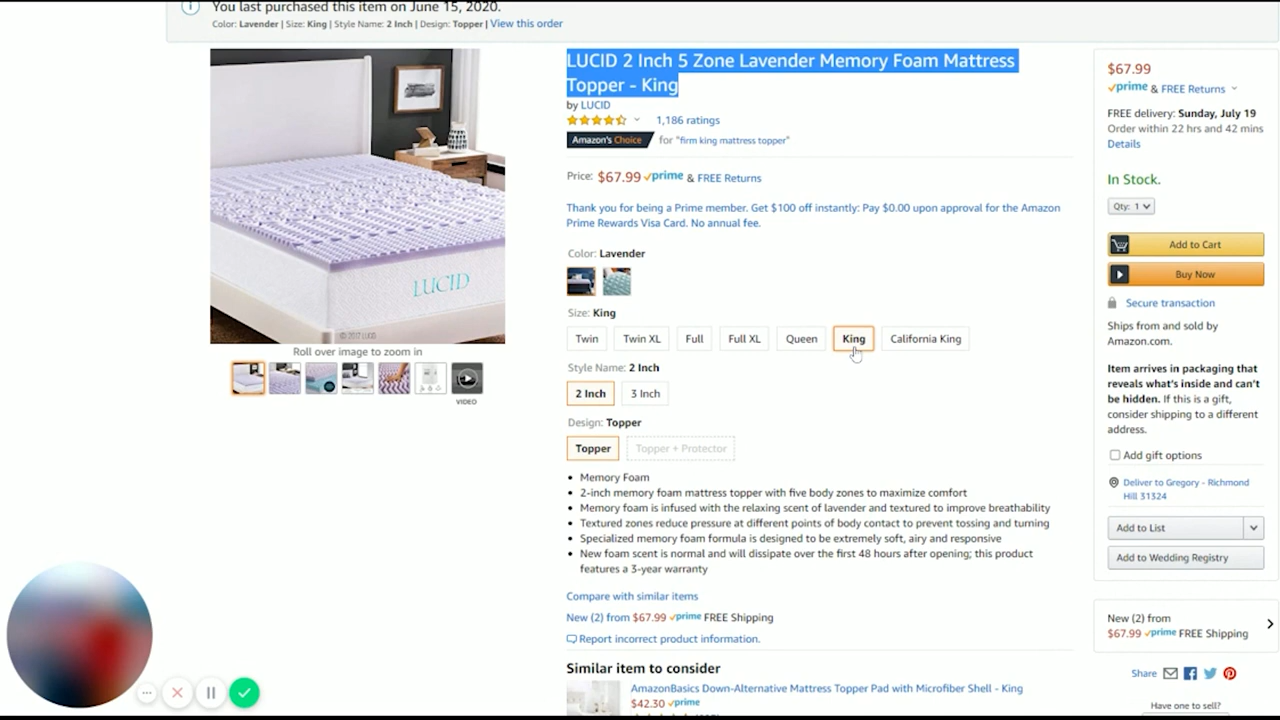 You last purchased this item on June 15, 2020.
Color: Lavender | Size: King | Style Name: 2 Inch | Design: Topper | View this order
LUCID 2 Inch 5 Zone Lavender Memory Foam Mattress
Topper - King
by LUCID
1,186 ratings
Amazon's Choice for "firm king mattress topper"
Price: $67.99 prime & FREE Returns
Thank you for being a Prime member. Get $100 off instantly: Pay $0.00 upon approval for the Amazon
Prime Rewards Visa Card. No annual fee.
Color: Lavender
Size: King
Twin Twin XL Full Full XL Queen King California King
Style Name: 2 Inch
2 Inch 3 Inch
Design: Topper
Topper Topper + Protector
• Memory Foam
• 2-inch memory foam mattress topper with five body zones to maximize comfort
• Memory foam is infused with the relaxing scent of lavender and textured to improve breathability
• Textured zones reduce pressure at different points of body contact to prevent tossing and turning
• Specialized memory foam formula is designed to be extremely soft, airy and responsive
• New foam scent is normal and will dissipate over the first 48 hours after opening; this product
features a 3-year warranty
Compare with similar items
New (2) from $67.99 prime FREE Shipping
Report incorrect product information.
Similar item to consider
AmazonBasics Down-Alternative Mattress Topper Pad with Microfiber Shell - King
$42.30 prime
LUCID
© 2017 LUCID
Roll over image to zoom in
VIDEO
$67.99
prime & FREE Returns
FREE delivery: Sunday, July 19
Order within 22 hrs and 42 mins
Details
In Stock.
Qty: 1
Add to Cart
Buy Now
Secure transaction
Ships from and sold by
Amazon.com.
Item arrives in packaging that
reveals what's inside and can't
be hidden. If this is a gift,
consider shipping to a different
address.
Add gift options
Deliver to Gregory - Richmond
Hill 31324
Add to List
Add to Wedding Registry
New (2) from
$67.99 prime FREE Shipping
Share
Have one to sell?